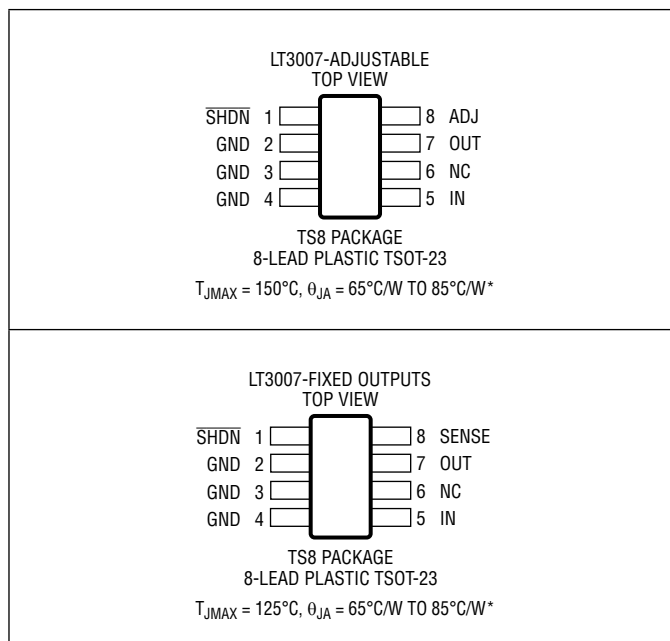 LT3007-ADJUSTABLE
TOP VIEW
SHDN 1 8 ADJ
GND 2 7 OUT
GND 3 6 NC
GND 4 5 IN
TS8 PACKAGE
8-LEAD PLASTIC TSOT-23
TJMAX = 150°C, θJA = 65°C/W TO 85°C/W*
LT3007-FIXED OUTPUTS
TOP VIEW
SHDN 1 8 SENSE
GND 2 7 OUT
GND 3 6 NC
GND 4 5 IN
TS8 PACKAGE
8-LEAD PLASTIC TSOT-23
TJMAX = 125°C, θJA = 65°C/W TO 85°C/W*